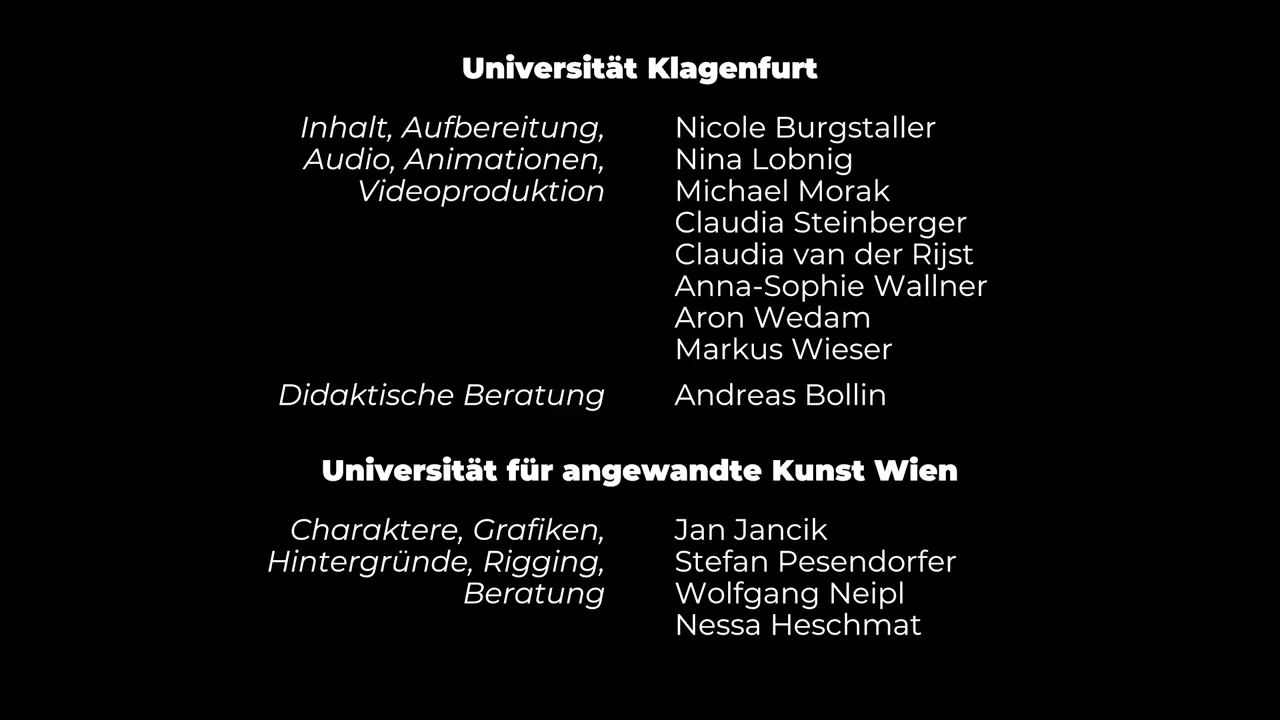 Universität Klagenfurt
Inhalt, Aufbereitung, Nicole Burgstaller
Audio, Animationen, Nina Lobnig
Videoproduktion Michael Morak
Claudia Steinberger
Claudia van der Rijst
Anna-Sophie Wallner
Aron Wedam
Markus Wieser
Didaktische Beratung Andreas Bollin
Universität für angewandte Kunst Wien
Charaktere, Grafiken, Jan Jancik
Hintergründe, Rigging, Stefan Pesendorfer
Beratung Wolfgang Neipl
Nessa Heschmat